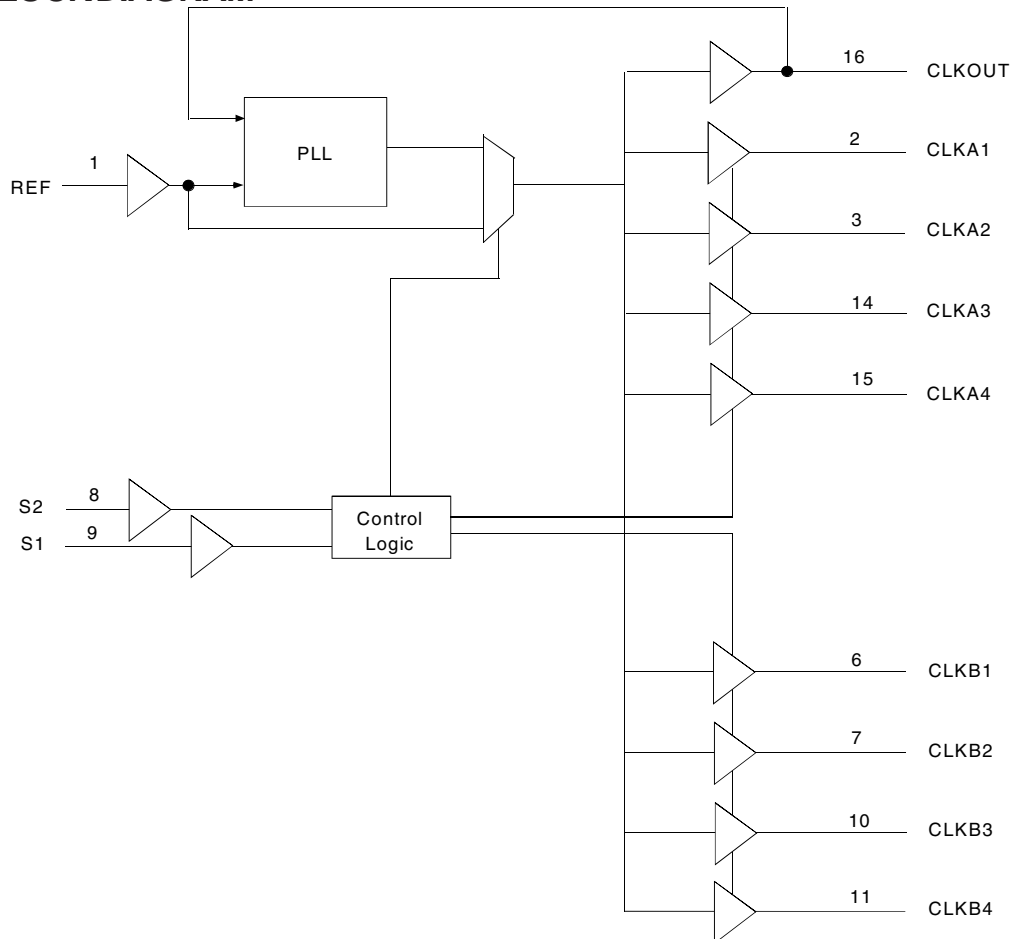 16
CLKOUT
PLL
1
REF
2
CLKA1
3
CLKA2
14
CLKA3
15
CLKA4
S2
8
S1
9
Control
Logic
6
CLKB1
7
CLKB2
10
CLKB3
11
CLKB4